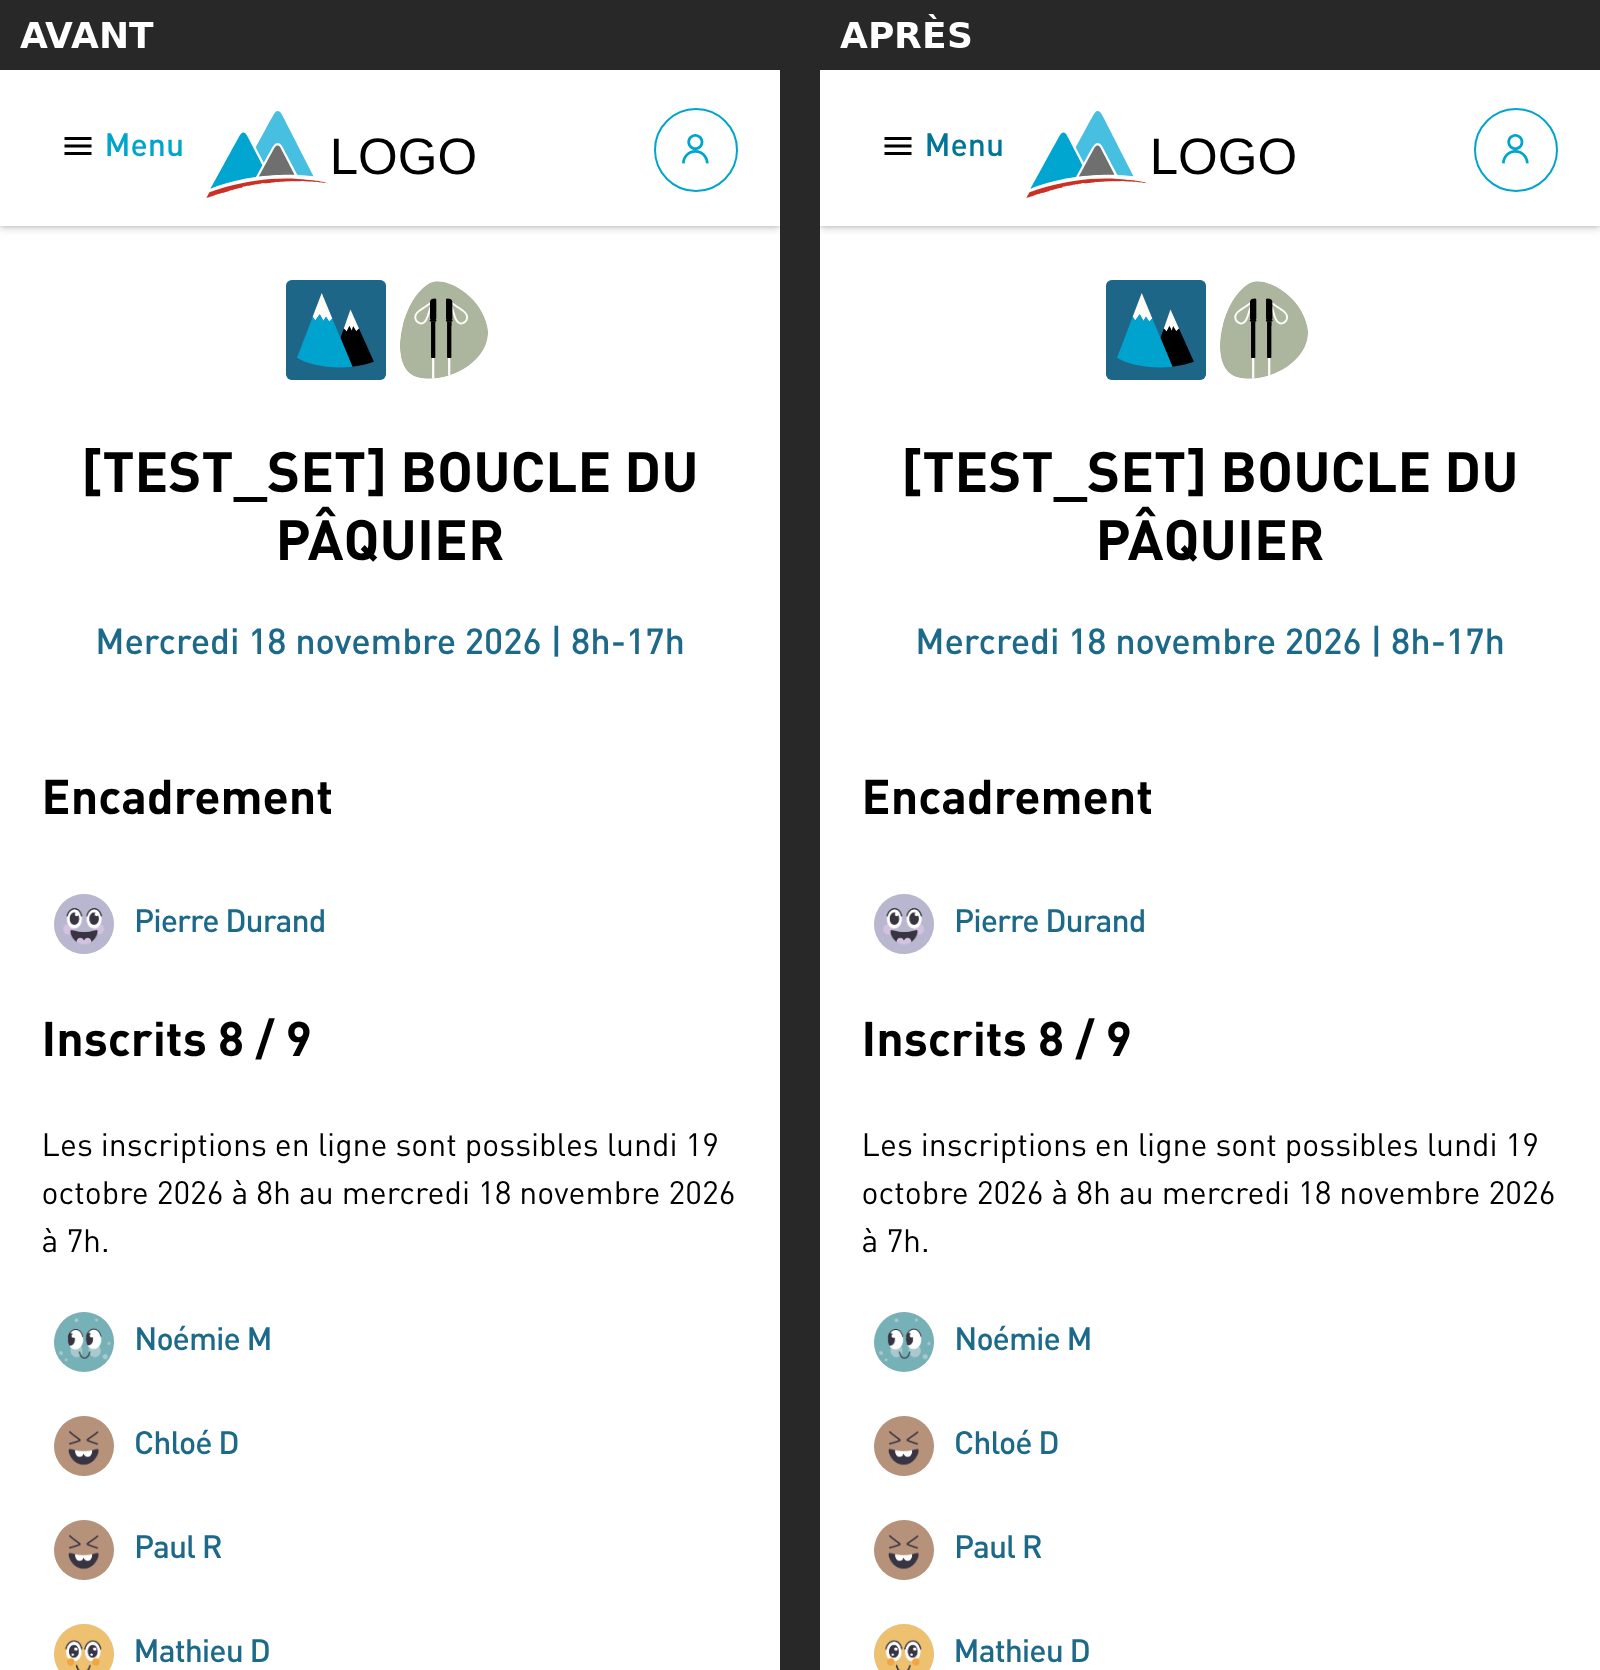 AVANT
Menu
LOGO
[TEST_SET] BOUCLE DU
PÂQUIER
Mercredi 18 novembre 2026 | 8h-17h
Encadrement
Pierre Durand
Inscrits 8 / 9
Les inscriptions en ligne sont possibles lundi 19
octobre 2026 à 8h au mercredi 18 novembre 2026
à 7h.
Noémie M
Chloé D
Paul R
Mathieu D
APRÈS
Menu
LOGO
[TEST_SET] BOUCLE DU
PÂQUIER
Mercredi 18 novembre 2026 | 8h-17h
Encadrement
Pierre Durand
Inscrits 8 / 9
Les inscriptions en ligne sont possibles lundi 19
octobre 2026 à 8h au mercredi 18 novembre 2026
à 7h.
Noémie M
Chloé D
Paul R
Mathieu D